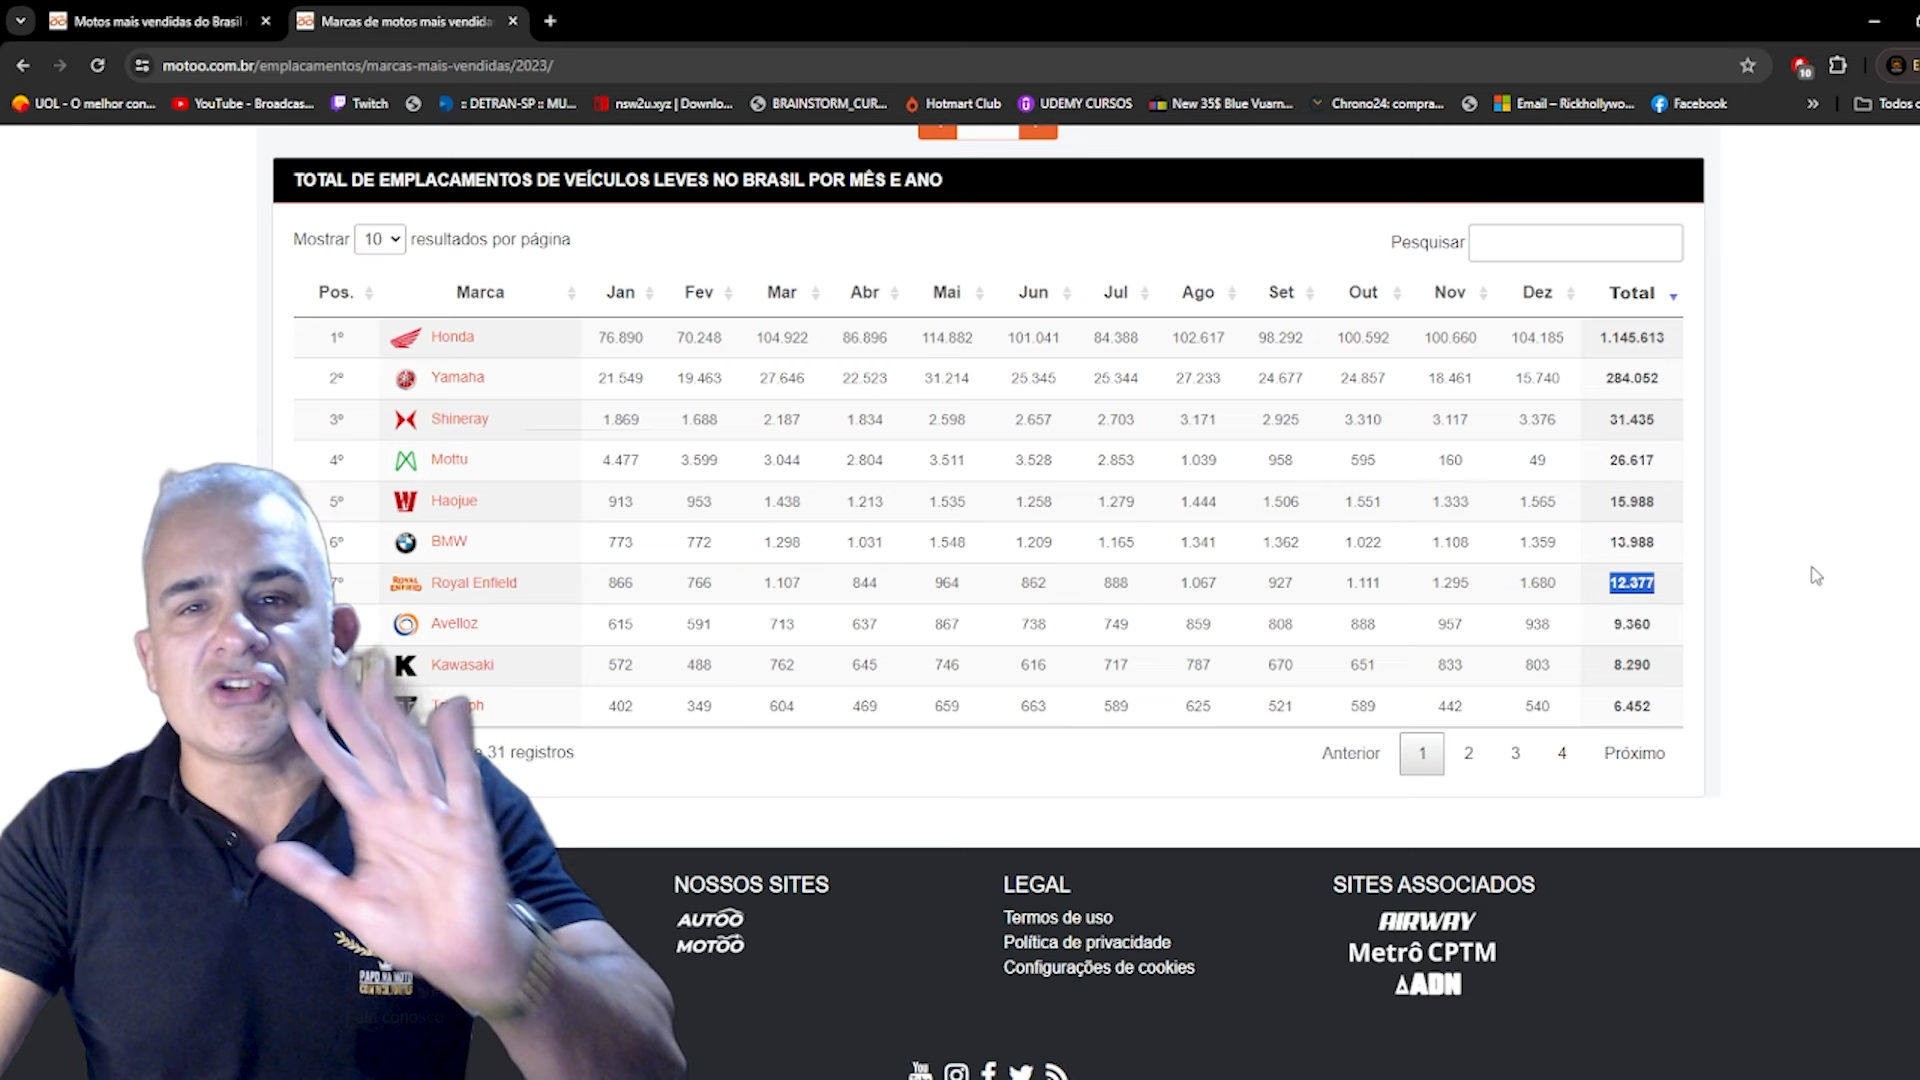 Motos mais vendidas do Brasil
Marcas de motos mais vendida
motoo.com.br/emplacamentos/marcas-mais-vendidas/2023/
10
E
UOL - O melhor con...
YouTube - Broadcas...
Twitch
:: DETRAN-SP :: MU...
nsw2u.xyz | Downlo...
BRAINSTORM_CUR...
Hotmart Club
UDEMY CURSOS
New 35$ Blue Vuarn...
Chrono24: compra...
Email – Rickhollywo...
Facebook
»
Todos
TOTAL DE EMPLACAMENTOS DE VEÍCULOS LEVES NO BRASIL POR MÊS E ANO
Mostrar 10 resultados por página
Pesquisar
Pos. Marca Jan Fev Mar Abr Mai Jun Jul Ago Set Out Nov Dez Total
1º Honda 76.890 70.248 104.922 86.896 114.882 101.041 84.388 102.617 98.292 100.592 100.660 104.185 1.145.613
2º Yamaha 21.549 19.463 27.646 22.523 31.214 25.345 25.344 27.233 24.677 24.857 18.461 15.740 284.052
3º Shineray 1.869 1.688 2.187 1.834 2.598 2.657 2.703 3.171 2.925 3.310 3.117 3.376 31.435
4º Mottu 4.477 3.599 3.044 2.804 3.511 3.528 2.853 1.039 958 595 160 49 26.617
5º Haojue 913 953 1.438 1.213 1.535 1.258 1.279 1.444 1.506 1.551 1.333 1.565 15.988
6º BMW 773 772 1.298 1.031 1.548 1.209 1.165 1.341 1.362 1.022 1.108 1.359 13.988
7º ROYAL ENFIELD Royal Enfield 866 766 1.107 844 964 862 888 1.067 927 1.111 1.295 1.680 12.377
Avelloz 615 591 713 637 867 738 749 859 808 888 957 938 9.360
K Kawasaki 572 488 762 645 746 616 717 787 670 651 833 803 8.290
402 349 604 469 659 663 589 625 521 589 442 540 6.452
e 31 registros
Anterior 1 2 3 4 Próximo
NOSSOS SITES
AUTOO
MOTOO
LEGAL
Termos de uso
Política de privacidade
Configurações de cookies
SITES ASSOCIADOS
AIRWAY
Metrô CPTM
ADN
PAPO NA MOTO
Fale conosco
You